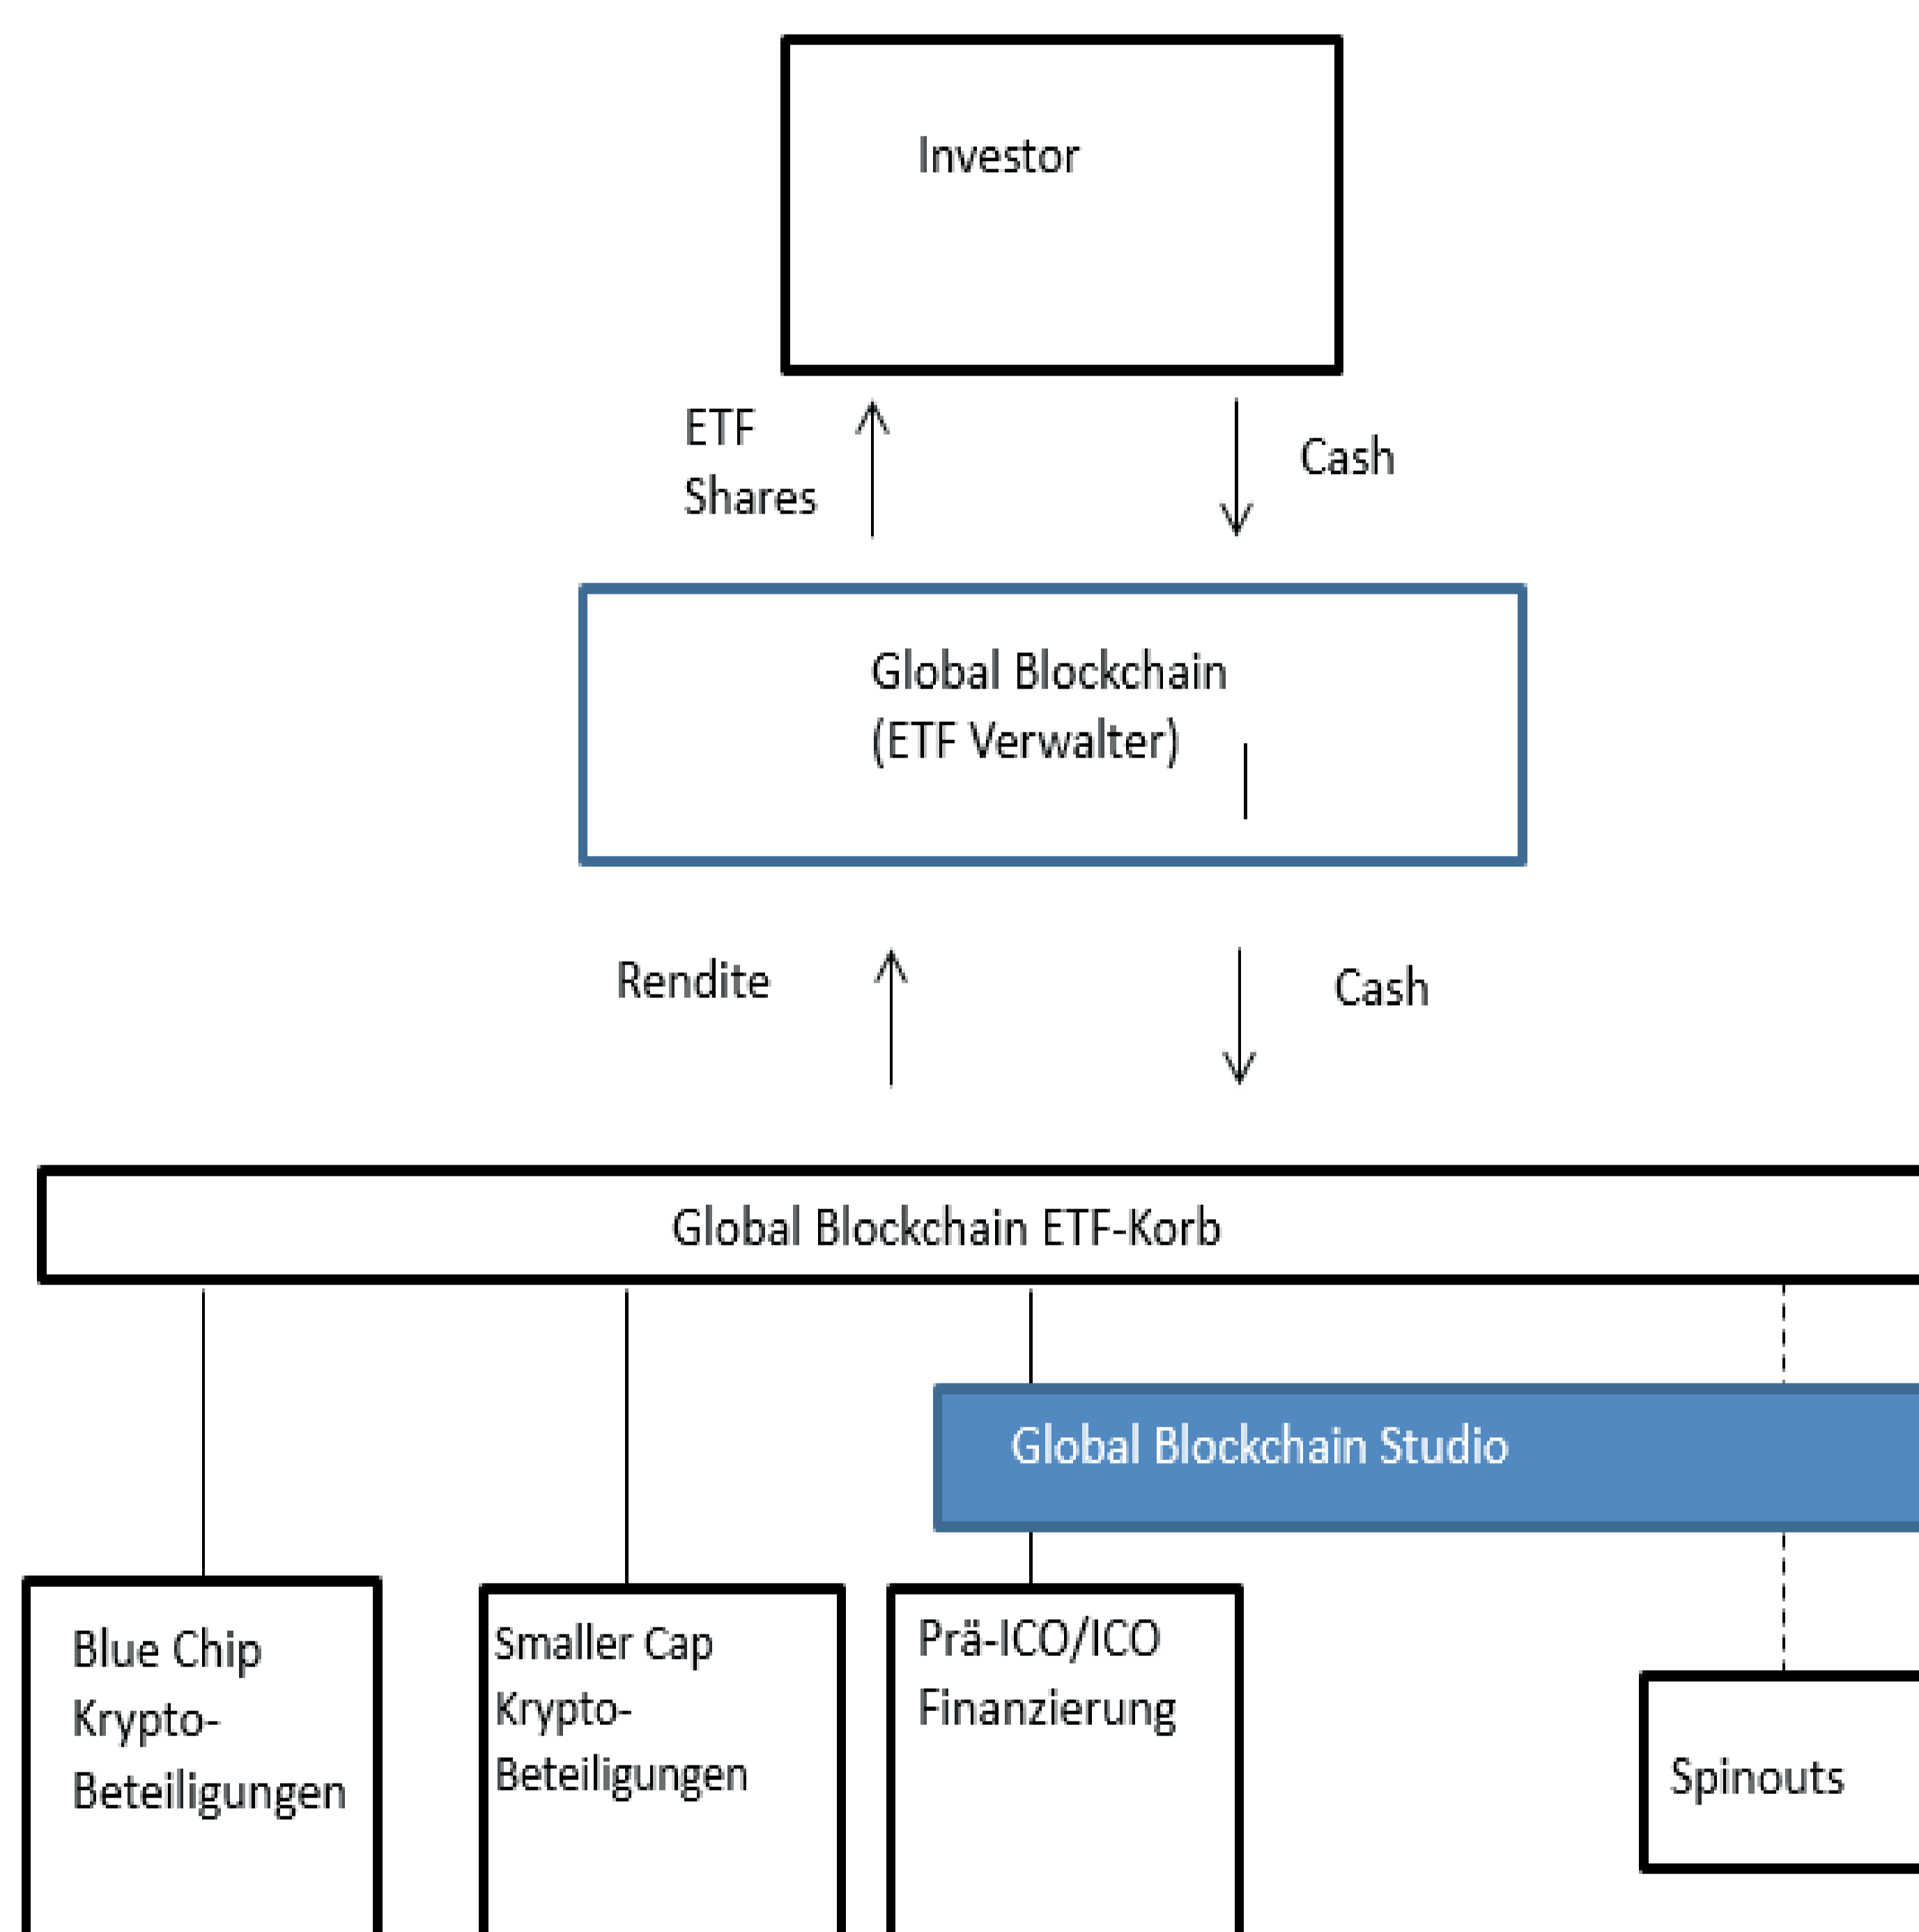 Investor
ETF
Shares
Cash
Global Blockchain
(ETF Verwalter)
Rendite
Cash
Global Blockchain ETF-Korb
Global Blockchain Studio
Blue Chip
Krypto-
Beteiligungen
Smaller Cap
Krypto-
Beteiligungen
Prä-ICO/ICO
Finanzierung
Spinouts